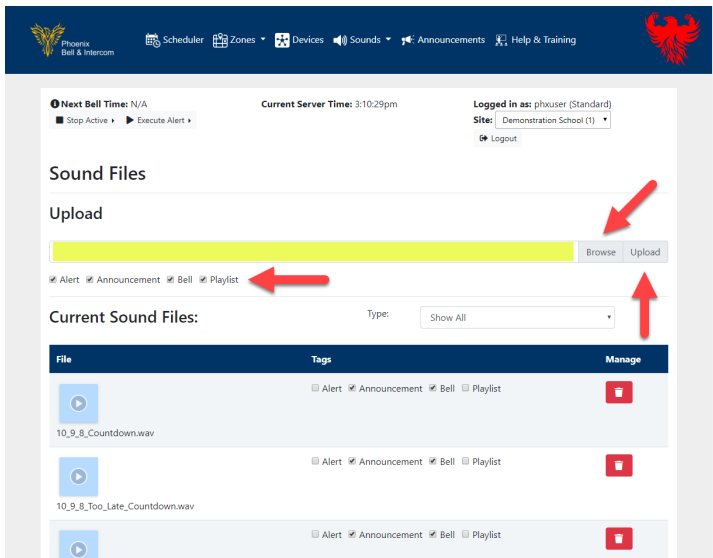 Phoenix
Bell & Intercom
Scheduler Zones Devices Sounds Announcements Help & Training
Next Bell Time: N/A Current Server Time: 3:10:29pm Logged in as: phxuser (Standard)
Stop Active Execute Alert Site: Demonstration School (1)
Logout
Sound Files
Upload
Browse Upload
Alert Announcement Bell Playlist
Current Sound Files: Type: Show All
File Tags Manage
Alert Announcement Bell Playlist
10_9_8_Countdown.wav
Alert Announcement Bell Playlist
10_9_8_Too_Late_Countdown.wav
Alert Announcement Bell Playlist